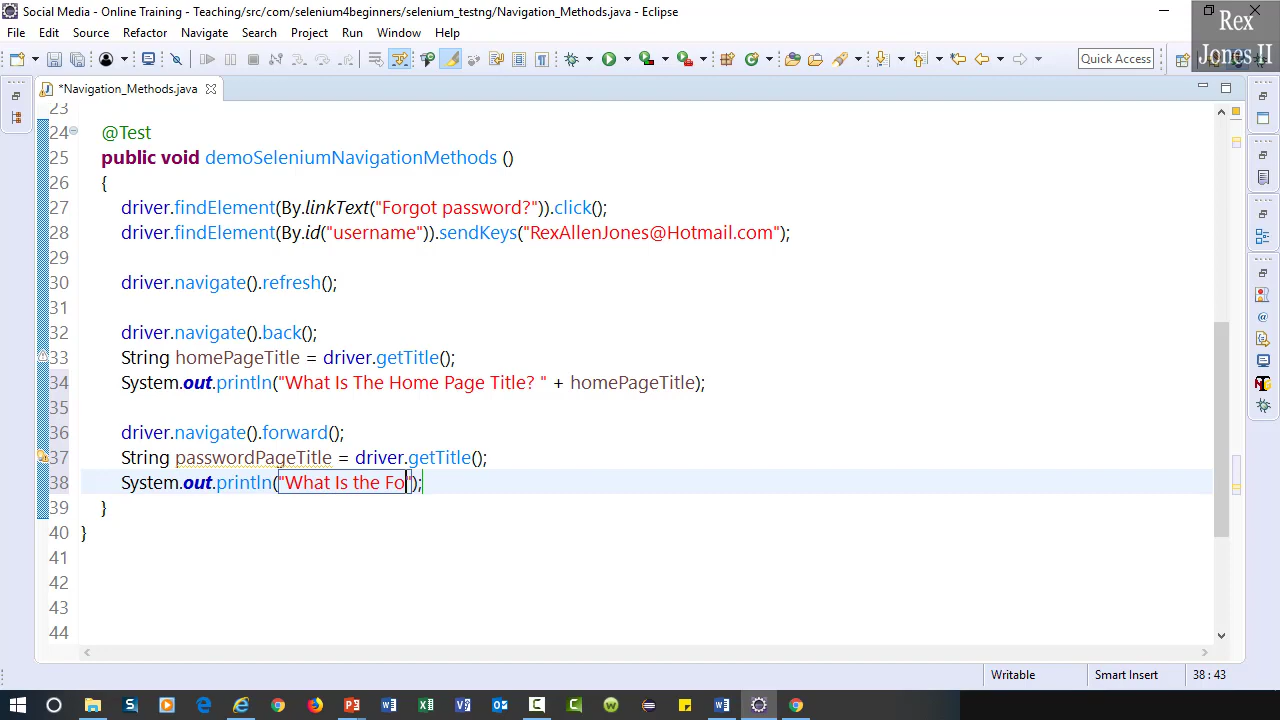 Social Media - Online Training - Teaching/src/com/selenium4beginners/selenium_testng/Navigation_Methods.java - Eclipse
Rex
Jones II
File Edit Source Refactor Navigate Search Project Run Window Help
Quick Access
*Navigation_Methods.java
23
24 @Test
25 public void demoSeleniumNavigationMethods ()
26 {
27 driver.findElement(By.linkText("Forgot password?")).click();
28 driver.findElement(By.id("username")).sendKeys("RexAllenJones@Hotmail.com");
29
30 driver.navigate().refresh();
31
32 driver.navigate().back();
33 String homePageTitle = driver.getTitle();
34 System.out.println("What Is The Home Page Title? " + homePageTitle);
35
36 driver.navigate().forward();
37 String passwordPageTitle = driver.getTitle();
38 System.out.println("What Is the Fo");
39 }
40 }
41
42
43
44
Writable Smart Insert 38 : 43